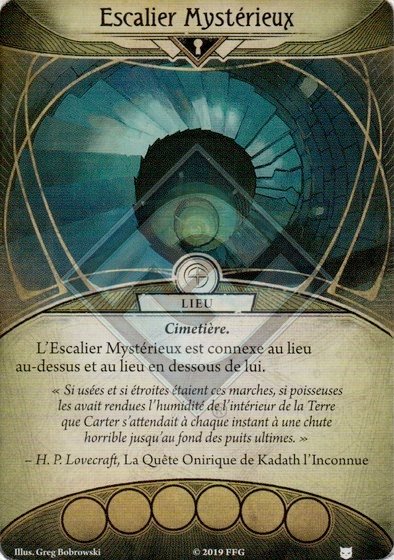 Escalier Mystérieux
LIEU
Cimetière.
L'Escalier Mystérieux est connexe au lieu
au-dessus et au lieu en dessous de lui.
« Si usées et si étroites étaient ces marches, si poisseuses
les avait rendues l'humidité de l'intérieur de la Terre
que Carter s'attendait à chaque instant à une chute
horrible jusqu'au fond des puits ultimes. »
– H. P. Lovecraft, La Quête Onirique de Kadath l'Inconnue
Illus. Greg Bobrowski
© 2019 FFG